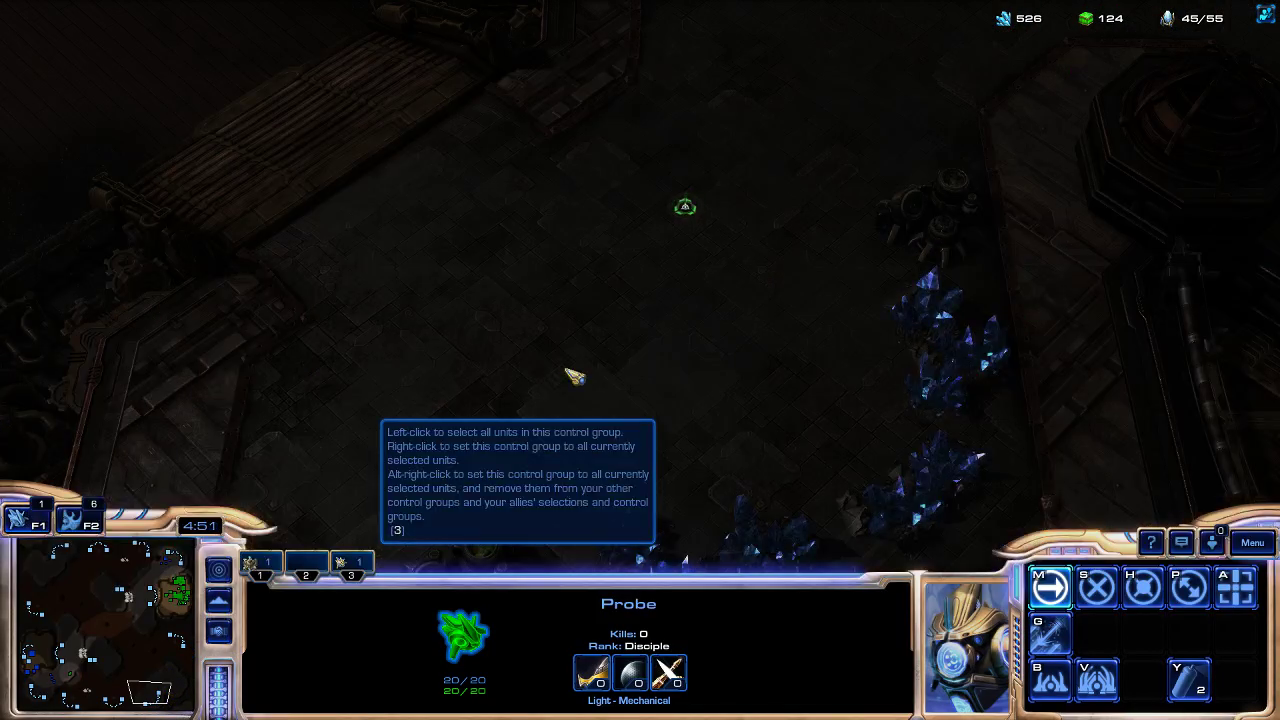 526 124 45/55
Left-click to select all units in this control group.
Right-click to set this control group to all currently
selected units.
Alt-right-click to set this control group to all currently
selected units, and remove them from your other
control groups and your allies' selections and control
groups.
[3]
1 6
F1 F2 4:51
0
? Menu
1 1
1 2 3
Probe
Kills: 0
Rank: Disciple
0 0 0
20/20
20/20
Light - Mechanical
M S H P A
G
B V Y
2